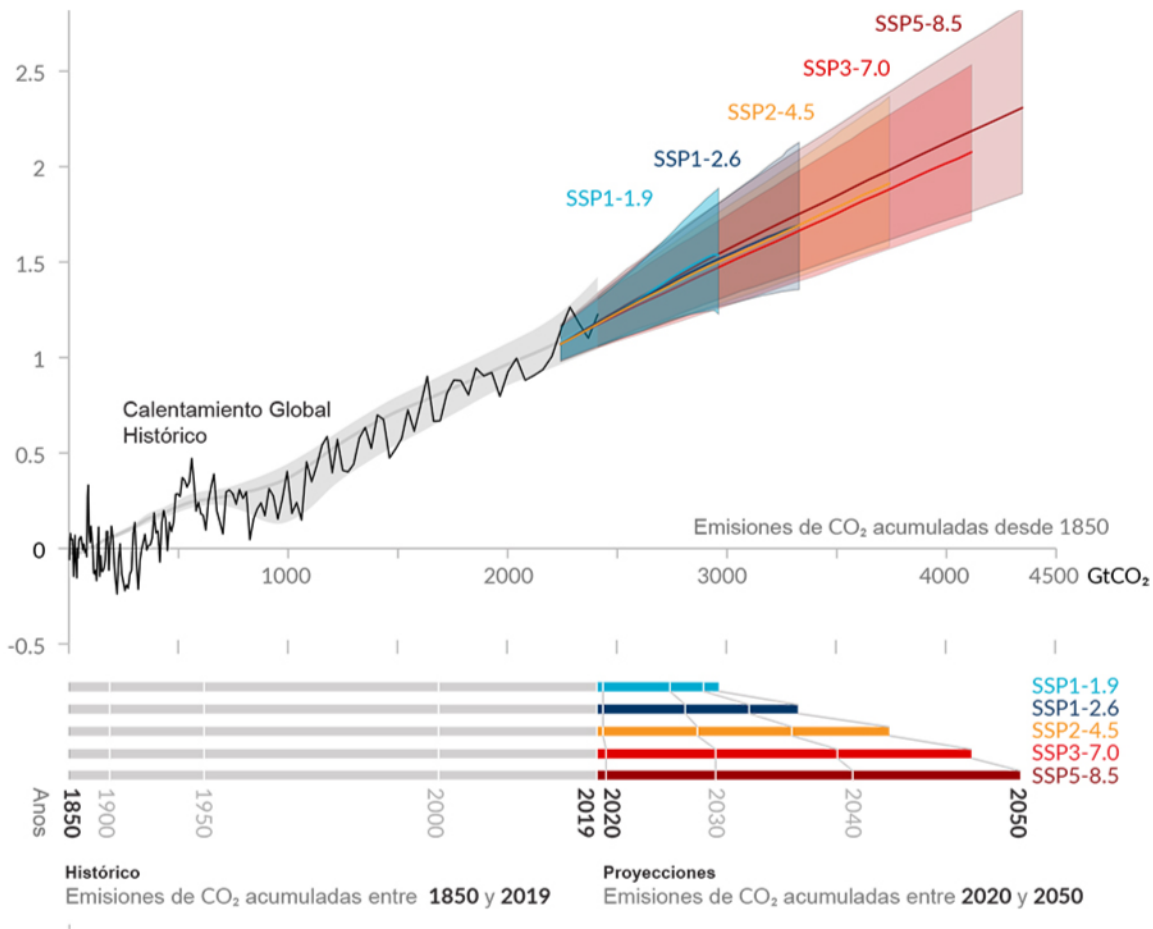 SSP5-8.5
2.5
SSP3-7.0
SSP2-4.5
2
SSP1-2.6
SSP1-1.9
1.5
1
Calentamiento Global
Histórico
0.5
Emisiones de CO₂ acumuladas desde 1850
0
1000 2000 3000 4000 4500 GtCO₂
-0.5
SSP1-1.9
SSP1-2.6
SSP2-4.5
SSP3-7.0
SSP5-8.5
Anos 1850 1900 1950 2000 2019 2020 2030 2040 2050
Histórico
Emisiones de CO₂ acumuladas entre 1850 y 2019
Proyecciones
Emisiones de CO₂ acumuladas entre 2020 y 2050